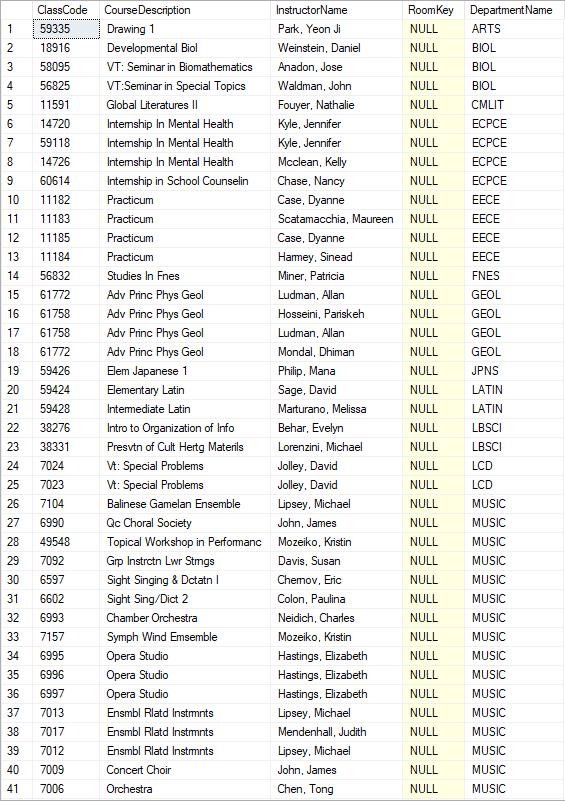 ClassCode CourseDescription InstructorName RoomKey DepartmentName
1 59335 Drawing 1 Park, Yeon Ji NULL ARTS
2 18916 Developmental Biol Weinstein, Daniel NULL BIOL
3 58095 VT: Seminar in Biomathematics Anadon, Jose NULL BIOL
4 56825 VT:Seminar in Special Topics Waldman, John NULL BIOL
5 11591 Global Literatures II Fouyer, Nathalie NULL CMLIT
6 14720 Internship In Mental Health Kyle, Jennifer NULL ECPCE
7 59118 Internship In Mental Health Kyle, Jennifer NULL ECPCE
8 14726 Internship In Mental Health Mcclean, Kelly NULL ECPCE
9 60614 Internship in School Counselin Chase, Nancy NULL ECPCE
10 11182 Practicum Case, Dyanne NULL EECE
11 11183 Practicum Scatamacchia, Maureen NULL EECE
12 11185 Practicum Case, Dyanne NULL EECE
13 11184 Practicum Harmey, Sinead NULL EECE
14 56832 Studies In Fnes Miner, Patricia NULL FNES
15 61772 Adv Princ Phys Geol Ludman, Allan NULL GEOL
16 61758 Adv Princ Phys Geol Hosseini, Pariskeh NULL GEOL
17 61758 Adv Princ Phys Geol Ludman, Allan NULL GEOL
18 61772 Adv Princ Phys Geol Mondal, Dhiman NULL GEOL
19 59426 Elem Japanese 1 Philip, Mana NULL JPNS
20 59424 Elementary Latin Sage, David NULL LATIN
21 59428 Intermediate Latin Marturano, Melissa NULL LATIN
22 38276 Intro to Organization of Info Behar, Evelyn NULL LBSCI
23 38331 Presvtn of Cult Hertg Materils Lorenzini, Michael NULL LBSCI
24 7024 Vt: Special Problems Jolley, David NULL LCD
25 7023 Vt: Special Problems Jolley, David NULL LCD
26 7104 Balinese Gamelan Ensemble Lipsey, Michael NULL MUSIC
27 6990 Qc Choral Society John, James NULL MUSIC
28 49548 Topical Workshop in Performanc Mozeiko, Kristin NULL MUSIC
29 7092 Grp Instrctn Lwr Strngs Davis, Susan NULL MUSIC
30 6597 Sight Singing & Dctatn I Chernov, Eric NULL MUSIC
31 6602 Sight Sing/Dict 2 Colon, Paulina NULL MUSIC
32 6993 Chamber Orchestra Neidich, Charles NULL MUSIC
33 7157 Symph Wind Emsemble Mozeiko, Kristin NULL MUSIC
34 6995 Opera Studio Hastings, Elizabeth NULL MUSIC
35 6996 Opera Studio Hastings, Elizabeth NULL MUSIC
36 6997 Opera Studio Hastings, Elizabeth NULL MUSIC
37 7013 Ensmbl Rlatd Instrmnts Lipsey, Michael NULL MUSIC
38 7017 Ensmbl Rlatd Instrmnts Mendenhall, Judith NULL MUSIC
39 7012 Ensmbl Rlatd Instrmnts Lipsey, Michael NULL MUSIC
40 7009 Concert Choir John, James NULL MUSIC
41 7006 Orchestra Chen, Tong NULL MUSIC